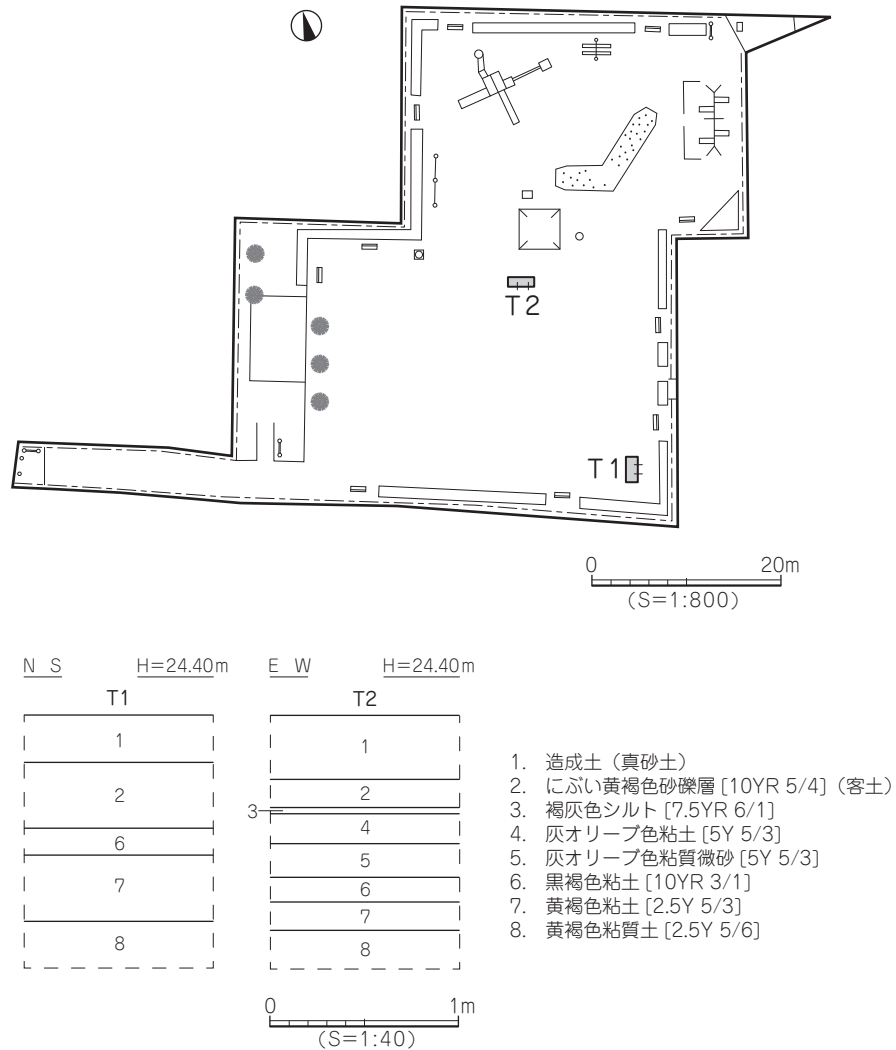 T2
T1
0 20m
(S=1:800)
N S H=24.40m E W H=24.40m
T1 T2
1
2
6
7
8
1
2
3
4
5
6
7
8
0 1m
(S=1:40)
1. 造成土（真砂土）
2. にぶい黄褐色砂礫層 [10YR 5/4]（客土）
3. 褐灰色シルト [7.5YR 6/1]
4. 灰オリーブ色粘土 [5Y 5/3]
5. 灰オリーブ色粘質微砂 [5Y 5/3]
6. 黒褐色粘土 [10YR 3/1]
7. 黄褐色粘土 [2.5Y 5/3]
8. 黄褐色粘質土 [2.5Y 5/6]